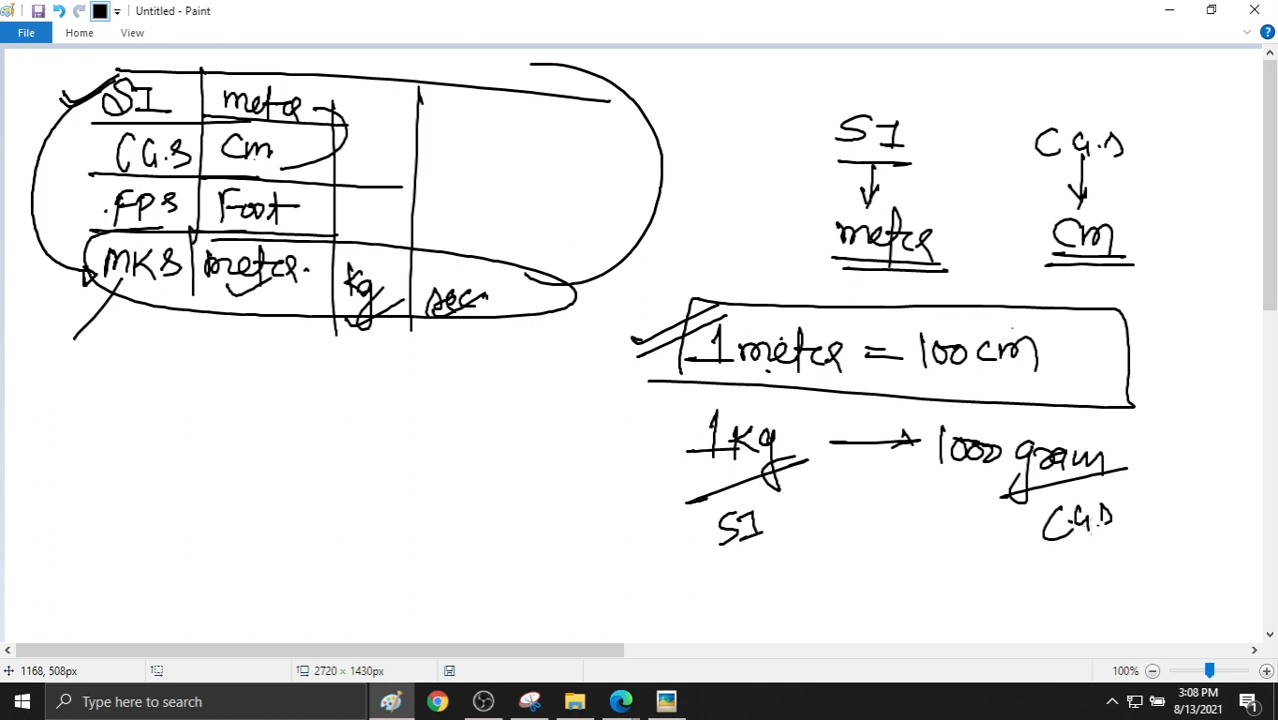 Untitled - Paint
File Home View
SI metre
C G.S Cm
.FPS Foot
MKS metre. kg sec
SI C G.S
metre Cm
1 metre = 100 cm
1 Kg → 1000 gram
SI C.G.S
1168, 508px 2720 × 1430px 100%
Type here to search
3:08 PM
8/13/2021
1